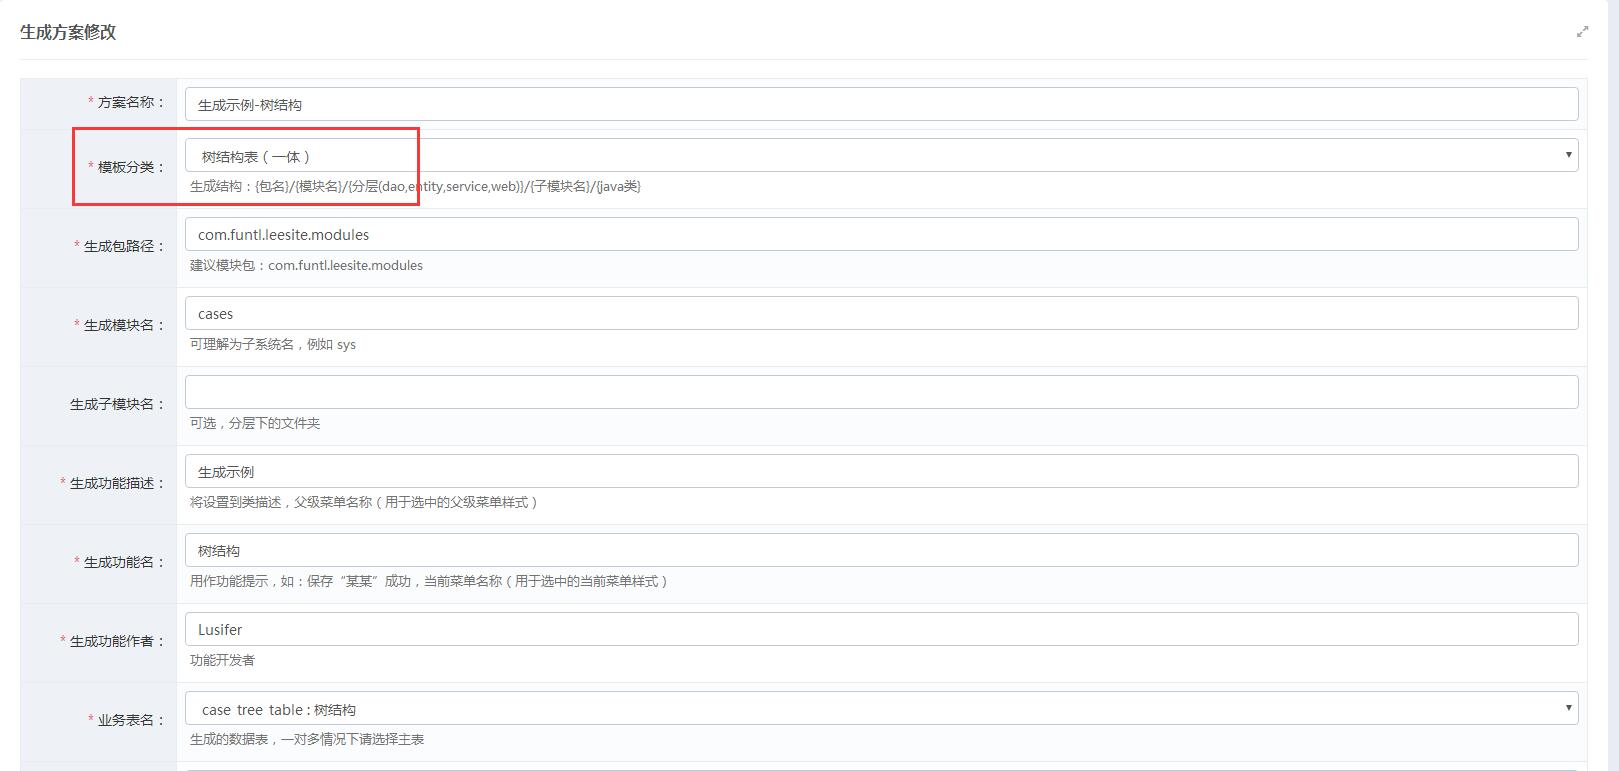 生成方案修改
* 方案名称：
生成示例-树结构
* 模板分类：
树结构表（一体）
生成结构：{包名}/{模块名}/{分层(dao,entity,service,web)}/{子模块名}/{java类}
* 生成包路径：
com.funtl.leesite.modules
建议模块包：com.funtl.leesite.modules
* 生成模块名：
cases
可理解为子系统名，例如 sys
生成子模块名：
可选，分层下的文件夹
* 生成功能描述：
生成示例
将设置到类描述，父级菜单名称（用于选中的父级菜单样式）
* 生成功能名：
树结构
用作功能提示，如：保存“某某”成功，当前菜单名称（用于选中的当前菜单样式）
* 生成功能作者：
Lusifer
功能开发者
* 业务表名：
case_tree_table : 树结构
生成的数据表，一对多情况下请选择主表